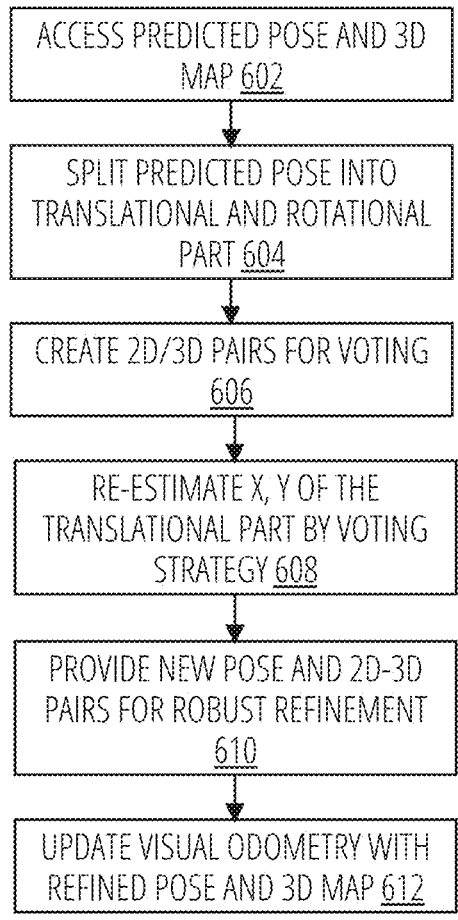 ACCESS PREDICTED POSE AND 3D
MAP 602
SPLIT PREDICTED POSE INTO
TRANSLATIONAL AND ROTATIONAL
PART 604
CREATE 2D/3D PAIRS FOR VOTING
606
RE-ESTIMATE X, Y OF THE
TRANSLATIONAL PART BY VOTING
STRATEGY 608
PROVIDE NEW POSE AND 2D-3D
PAIRS FOR ROBUST REFINEMENT
610
UPDATE VISUAL ODOMETRY WITH
REFINED POSE AND 3D MAP 612